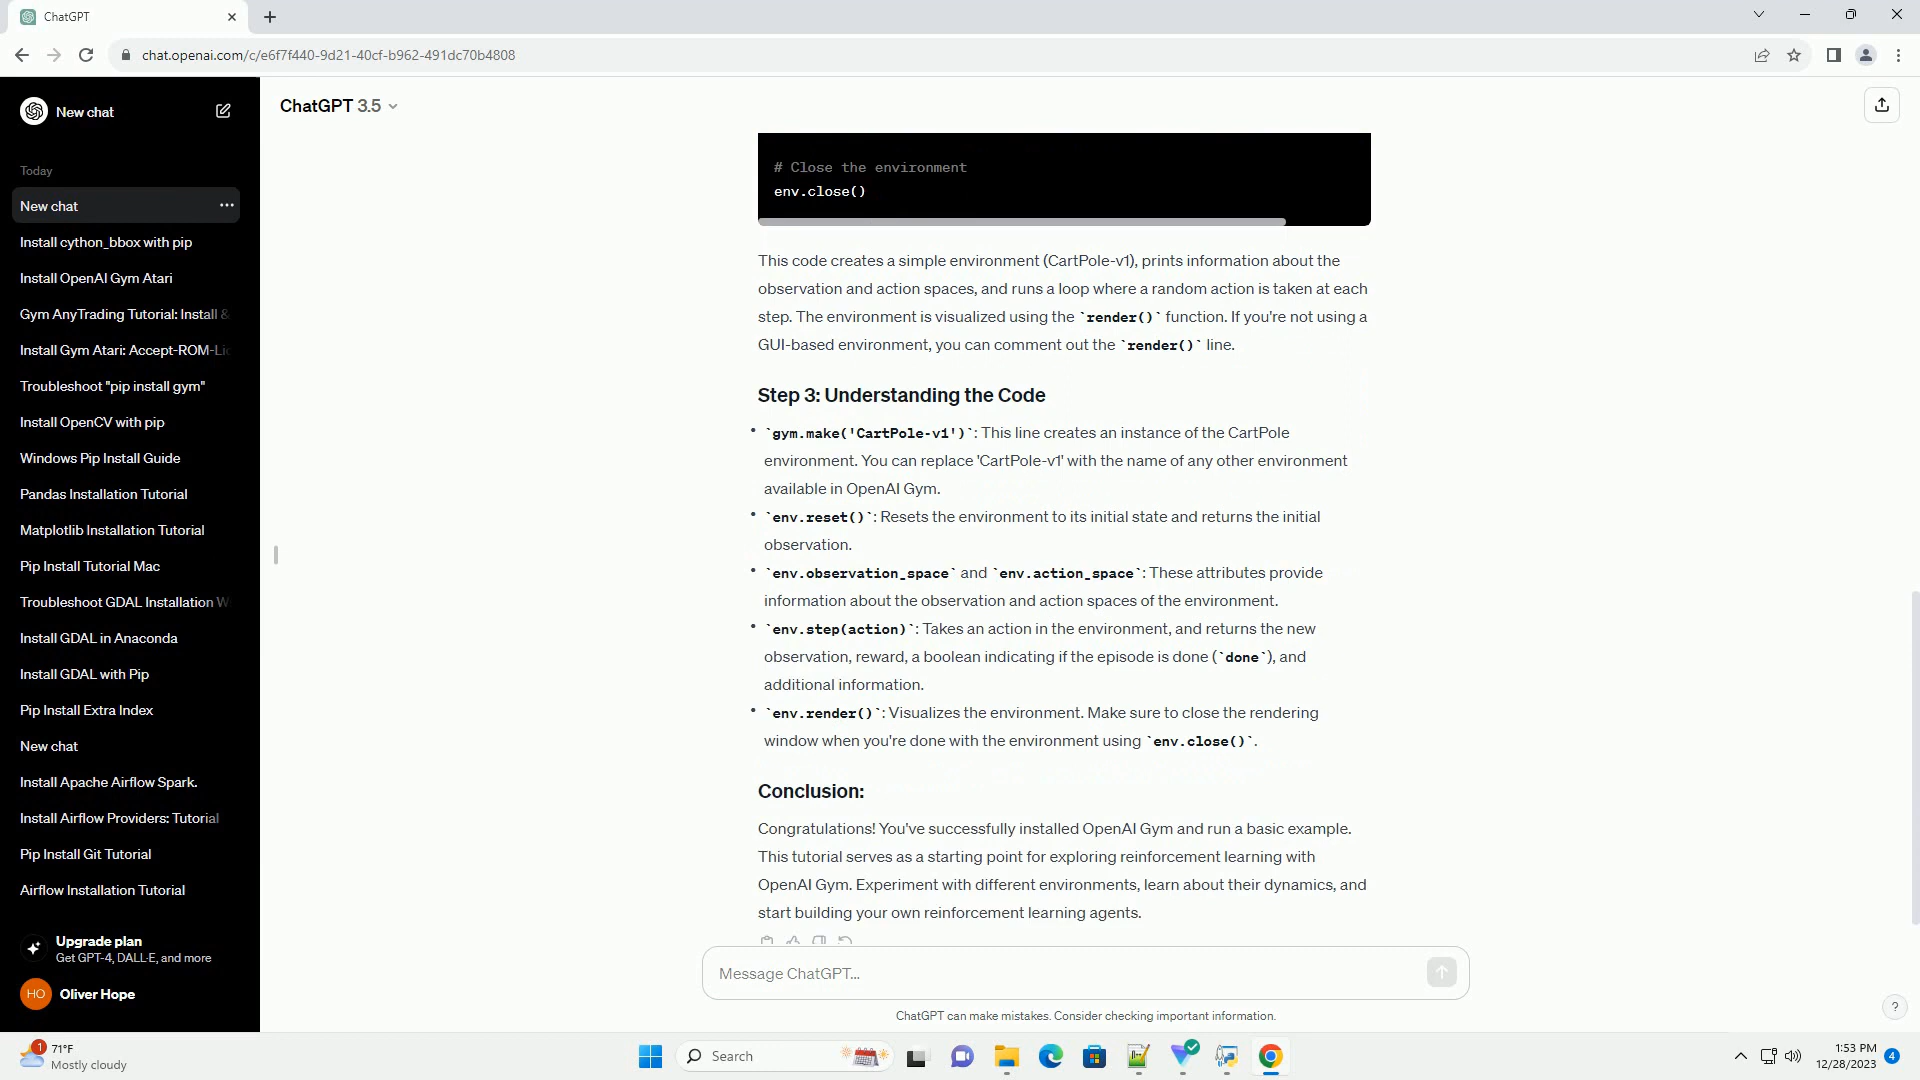 ChatGPT
chat.openai.com/c/e6f7f440-9d21-40cf-b962-491dc70b4808
New chat
Today
New chat
Install cython_bbox with pip
Install OpenAI Gym Atari
Gym AnyTrading Tutorial: Install &
Install Gym Atari: Accept-ROM-Li
Troubleshoot "pip install gym"
Install OpenCV with pip
Windows Pip Install Guide
Pandas Installation Tutorial
Matplotlib Installation Tutorial
Pip Install Tutorial Mac
Troubleshoot GDAL Installation W
Install GDAL in Anaconda
Install GDAL with Pip
Pip Install Extra Index
New chat
Install Apache Airflow Spark.
Install Airflow Providers: Tutorial
Pip Install Git Tutorial
Airflow Installation Tutorial
Upgrade plan
Get GPT-4, DALL·E, and more
HO Oliver Hope
ChatGPT 3.5
# Close the environment
env.close()
This code creates a simple environment (CartPole-v1), prints information about the
observation and action spaces, and runs a loop where a random action is taken at each
step. The environment is visualized using the `render()` function. If you're not using a
GUI-based environment, you can comment out the `render()` line.
Step 3: Understanding the Code
• `gym.make('CartPole-v1')`: This line creates an instance of the CartPole
environment. You can replace 'CartPole-v1' with the name of any other environment
available in OpenAI Gym.
• `env.reset()`: Resets the environment to its initial state and returns the initial
observation.
• `env.observation_space` and `env.action_space`: These attributes provide
information about the observation and action spaces of the environment.
• `env.step(action)`: Takes an action in the environment, and returns the new
observation, reward, a boolean indicating if the episode is done (`done`), and
additional information.
• `env.render()`: Visualizes the environment. Make sure to close the rendering
window when you're done with the environment using `env.close()`.
Conclusion:
Congratulations! You've successfully installed OpenAI Gym and run a basic example.
This tutorial serves as a starting point for exploring reinforcement learning with
OpenAI Gym. Experiment with different environments, learn about their dynamics, and
start building your own reinforcement learning agents.
Message ChatGPT...
ChatGPT can make mistakes. Consider checking important information.
?
1
71°F
Mostly cloudy
Search
1:53 PM
12/28/2023
4